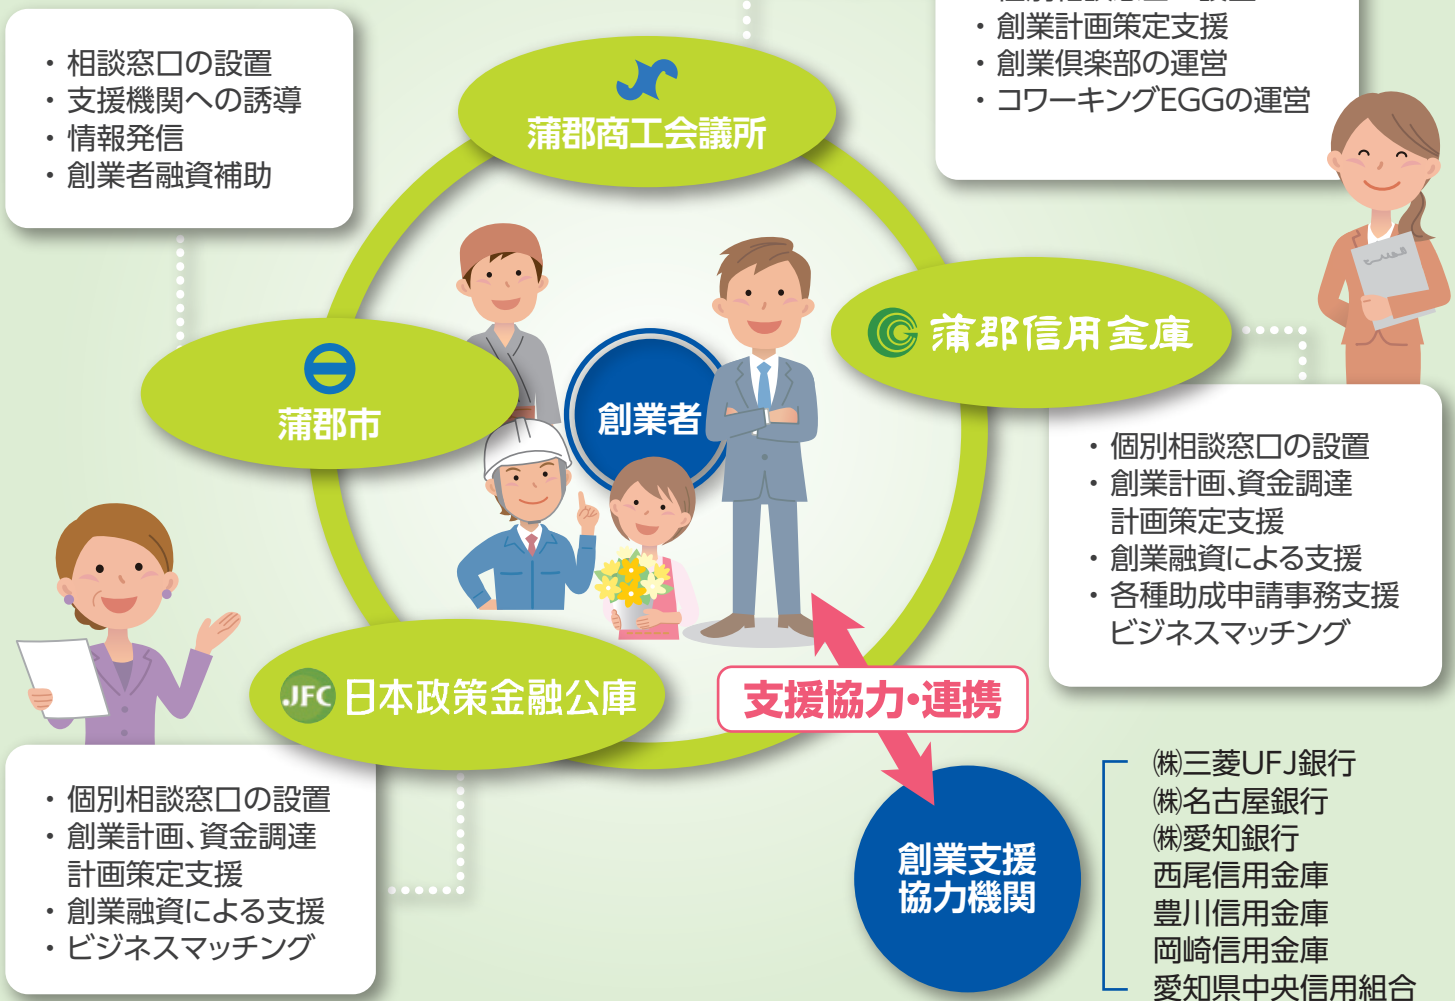 ・ 創業計画策定支援
・ 創業倶楽部の運営
・ コワーキングEGGの運営
・ 相談窓口の設置
・ 支援機関への誘導
・ 情報発信
・ 創業者融資補助
蒲郡商工会議所
蒲郡信用金庫
蒲郡市
創業者
・ 個別相談窓口の設置
・ 創業計画、資金調達
計画策定支援
・ 創業融資による支援
・ 各種助成申請事務支援
ビジネスマッチング
JFC 日本政策金融公庫
支援協力・連携
・ 個別相談窓口の設置
・ 創業計画、資金調達
計画策定支援
・ 創業融資による支援
・ ビジネスマッチング
創業支援
協力機関
㈱三菱UFJ銀行
㈱名古屋銀行
㈱愛知銀行
西尾信用金庫
豊川信用金庫
岡崎信用金庫
愛知県中央信用組合